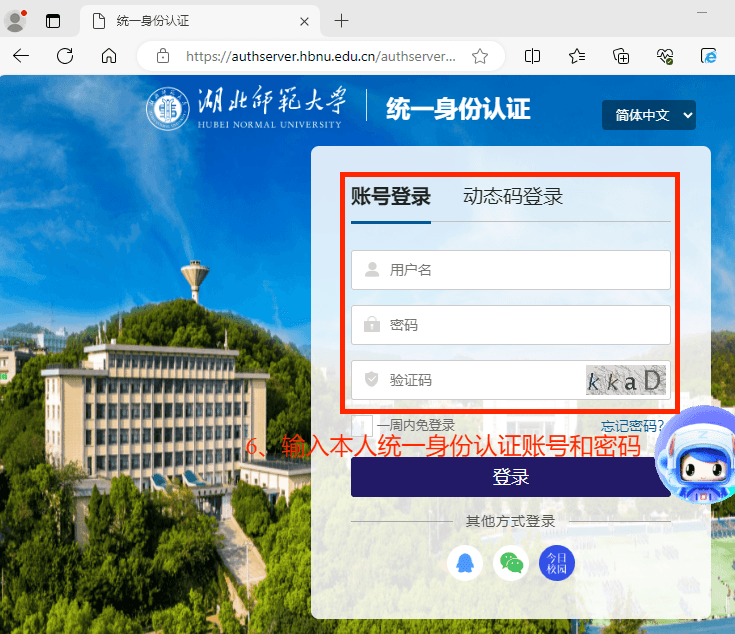 统一身份认证
https://authserver.hbnu.edu.cn/authserver...
湖北师范大学
HUBEI NORMAL UNIVERSITY
统一身份认证
简体中文
账号登录 动态码登录
用户名
密码
验证码 kkaD
一周内免登录 忘记密码?
6、输入本人统一身份认证账号和密码
登录
其他方式登录
今日
校园